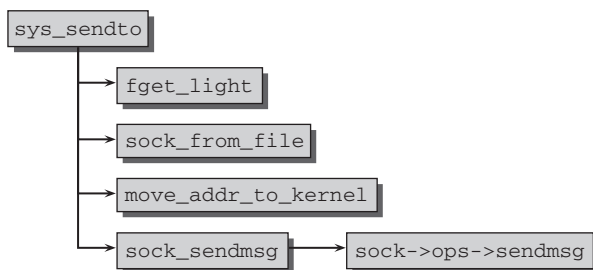 sys_sendto
fget_light
sock_from_file
move_addr_to_kernel
sock_sendmsg
sock->ops->sendmsg